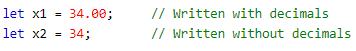 let x1 = 34.00;      // Written with decimals
let x2 = 34;         // Written without decimals